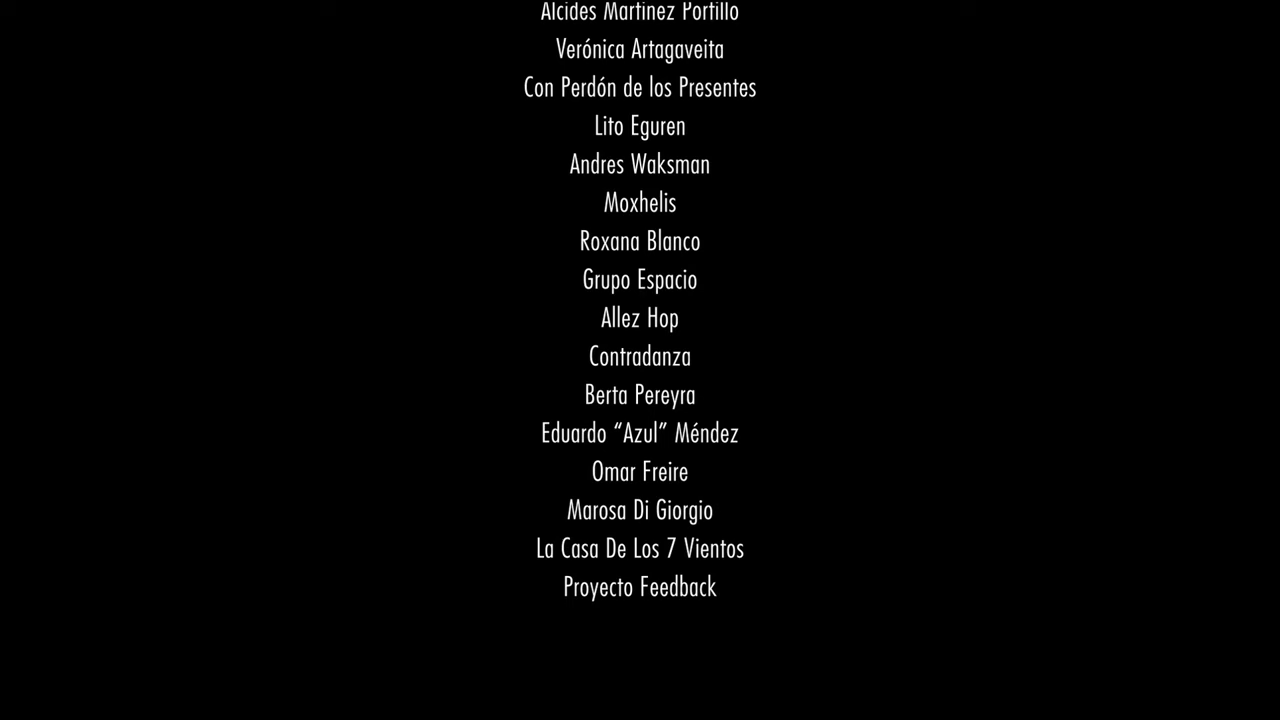 Alcides Martinez Portillo
Verónica Artagaveita
Con Perdón de los Presentes
Lito Eguren
Andres Waksman
Moxhelis
Roxana Blanco
Grupo Espacio
Allez Hop
Contradanza
Berta Pereyra
Eduardo “Azul” Méndez
Omar Freire
Marosa Di Giorgio
La Casa De Los 7 Vientos
Proyecto Feedback